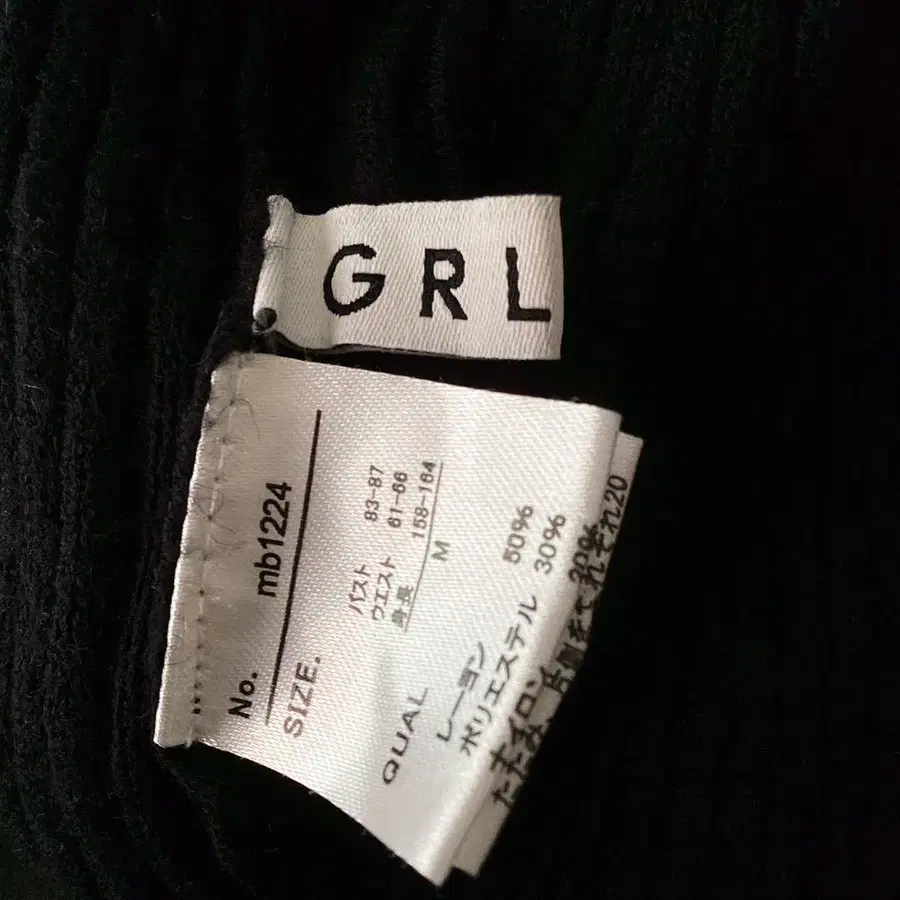 GRL
No. mb1224
SIZE.
バスト 83-87
ウエスト 61-66
身長 158-164
M
QUAL
レーヨン 50%
ポリエステル 30%
ナイロン 20%